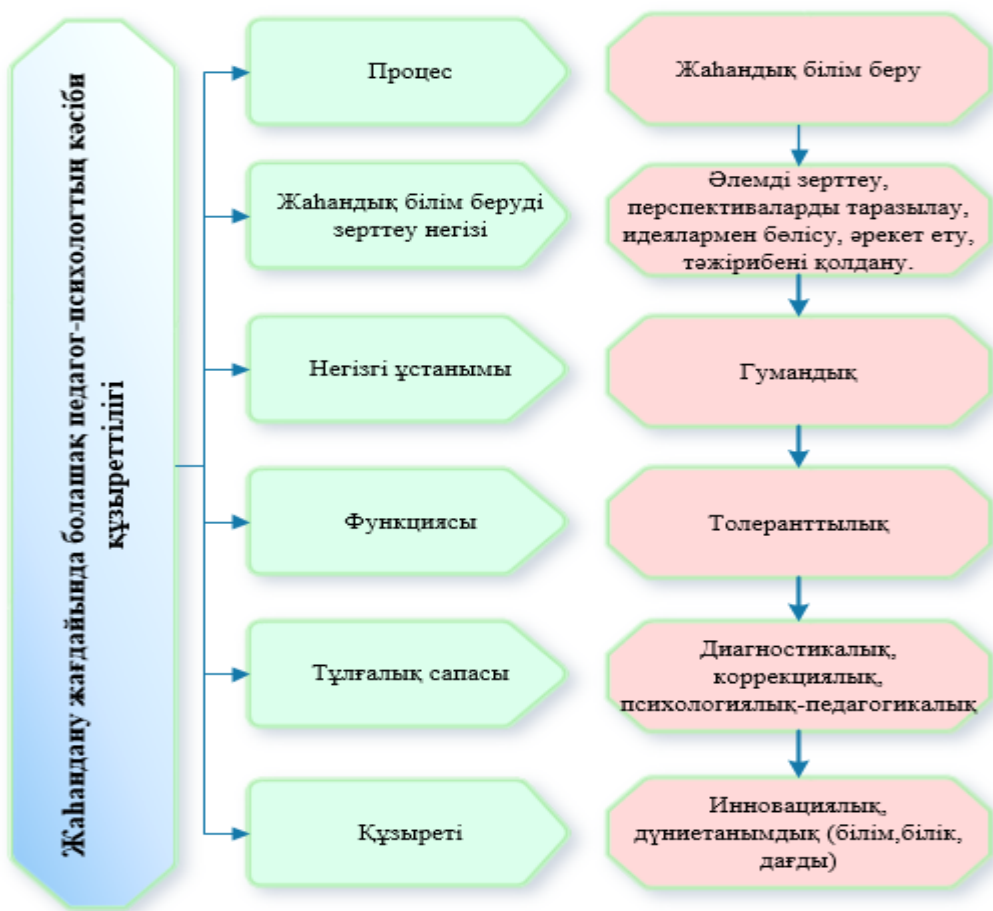 Жаһандану жағдайында болашақ педагог-психологтың кәсіби
құзыреттілігі
Процес
Жаһандық білім беру
Жаһандық білім беруді
зерттеу негізі
Әлемді зерттеу,
перспективаларды таразылау,
идеялармен бөлісу, әрекет ету,
тәжірибені қолдану.
Негізгі ұстанымы
Гумандық
Функциясы
Толеранттылық
Тұлғалық сапасы
Диагностикалық,
коррекциялық,
психологиялық-педагогикалық
Құзыреті
Инновациялық,
дүниетанымдық (білім,білік,
дағды)